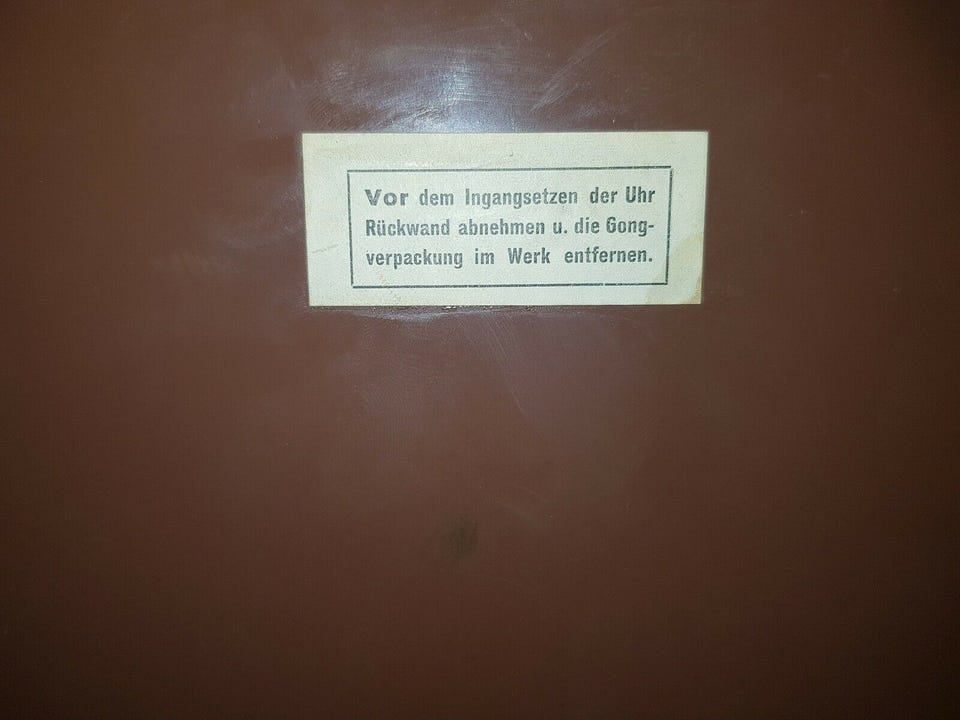 Vor dem Ingangsetzen der Uhr
Rückwand abnehmen u. die Gong-
verpackung im Werk entfernen.